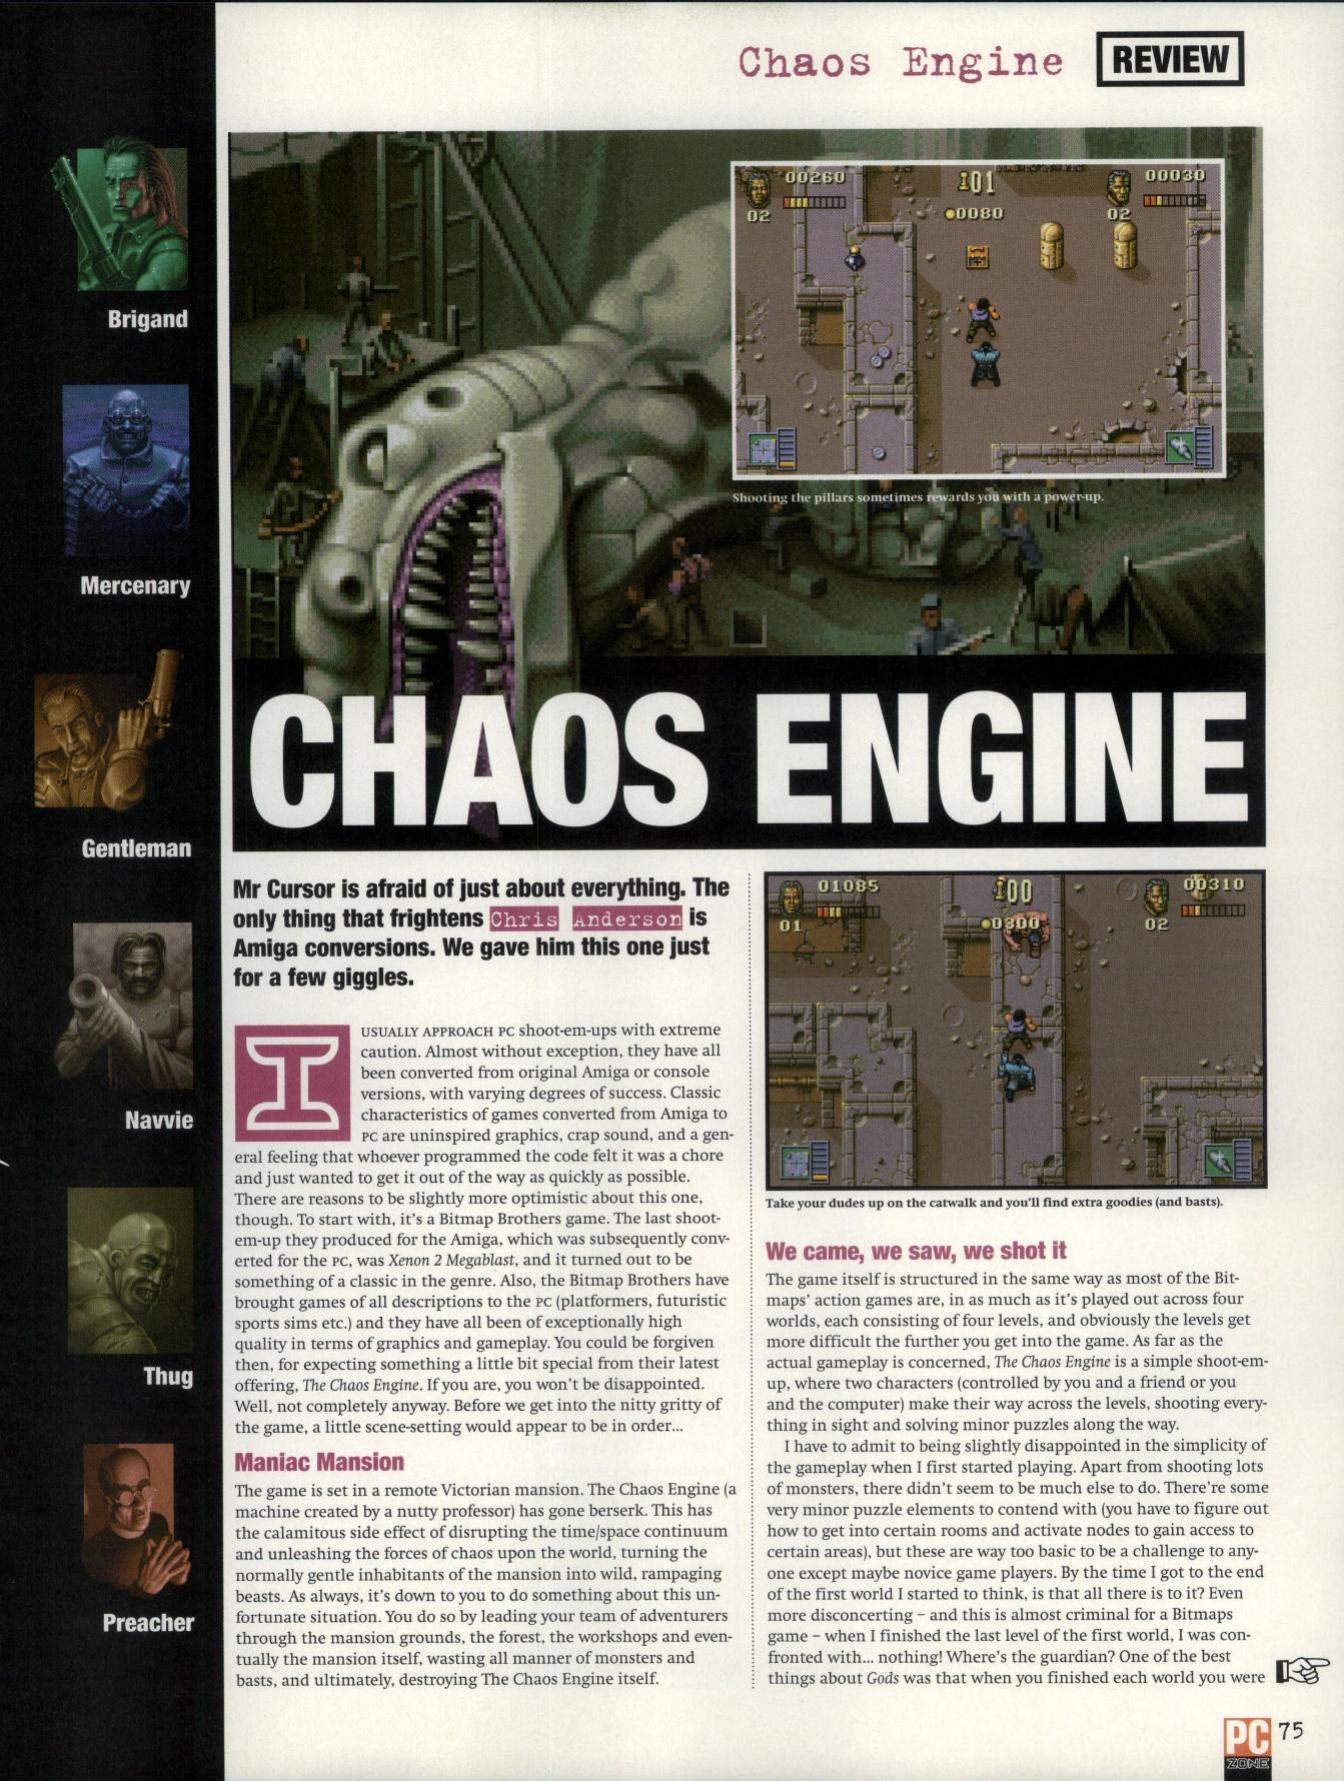 Chaos Engine REVIEW
Brigand
Mercenary
Gentleman
Navvie
Thug
Preacher
00260
02
101
0080
00030
02
Shooting the pillars sometimes rewards you with a power-up.
CHAOS ENGINE
Mr Cursor is afraid of just about everything. The
only thing that frightens Chris Anderson is
Amiga conversions. We gave him this one just
for a few giggles.
I USUALLY APPROACH PC shoot-em-ups with extreme
caution. Almost without exception, they have all
been converted from original Amiga or console
versions, with varying degrees of success. Classic
characteristics of games converted from Amiga to
PC are uninspired graphics, crap sound, and a gen-
eral feeling that whoever programmed the code felt it was a chore
and just wanted to get it out of the way as quickly as possible.
There are reasons to be slightly more optimistic about this one,
though. To start with, it's a Bitmap Brothers game. The last shoot-
em-up they produced for the Amiga, which was subsequently conv-
erted for the PC, was Xenon 2 Megablast, and it turned out to be
something of a classic in the genre. Also, the Bitmap Brothers have
brought games of all descriptions to the PC (platformers, futuristic
sports sims etc.) and they have all been of exceptionally high
quality in terms of graphics and gameplay. You could be forgiven
then, for expecting something a little bit special from their latest
offering, The Chaos Engine. If you are, you won't be disappointed.
Well, not completely anyway. Before we get into the nitty gritty of
the game, a little scene-setting would appear to be in order...
Maniac Mansion
The game is set in a remote Victorian mansion. The Chaos Engine (a
machine created by a nutty professor) has gone berserk. This has
the calamitous side effect of disrupting the time/space continuum
and unleashing the forces of chaos upon the world, turning the
normally gentle inhabitants of the mansion into wild, rampaging
beasts. As always, it's down to you to do something about this un-
fortunate situation. You do so by leading your team of adventurers
through the mansion grounds, the forest, the workshops and even-
tually the mansion itself, wasting all manner of monsters and
basts, and ultimately, destroying The Chaos Engine itself.
01085
01
100
0300
00310
02
Take your dudes up on the catwalk and you'll find extra goodies (and basts).
We came, we saw, we shot it
The game itself is structured in the same way as most of the Bit-
maps' action games are, in as much as it's played out across four
worlds, each consisting of four levels, and obviously the levels get
more difficult the further you get into the game. As far as the
actual gameplay is concerned, The Chaos Engine is a simple shoot-em-
up, where two characters (controlled by you and a friend or you
and the computer) make their way across the levels, shooting every-
thing in sight and solving minor puzzles along the way.
I have to admit to being slightly disappointed in the simplicity of
the gameplay when I first started playing. Apart from shooting lots
of monsters, there didn't seem to be much else to do. There're some
very minor puzzle elements to contend with (you have to figure out
how to get into certain rooms and activate nodes to gain access to
certain areas), but these are way too basic to be a challenge to any-
one except maybe novice game players. By the time I got to the end
of the first world I started to think, is that all there is to it? Even
more disconcerting – and this is almost criminal for a Bitmaps
game – when I finished the last level of the first world, I was con-
fronted with... nothing! Where's the guardian? One of the best
things about Gods was that when you finished each world you were
PC ZONE 75